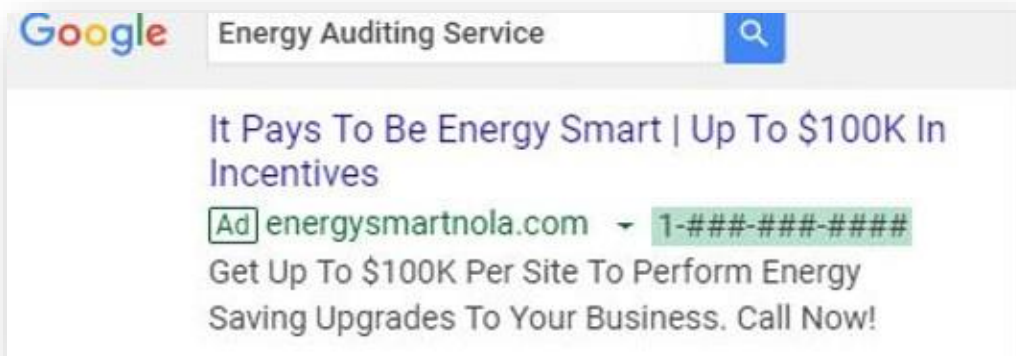 Google Energy Auditing Service
It Pays To Be Energy Smart | Up To $100K In
Incentives
Ad energysmartnola.com 1-###-###-####
Get Up To $100K Per Site To Perform Energy
Saving Upgrades To Your Business. Call Now!